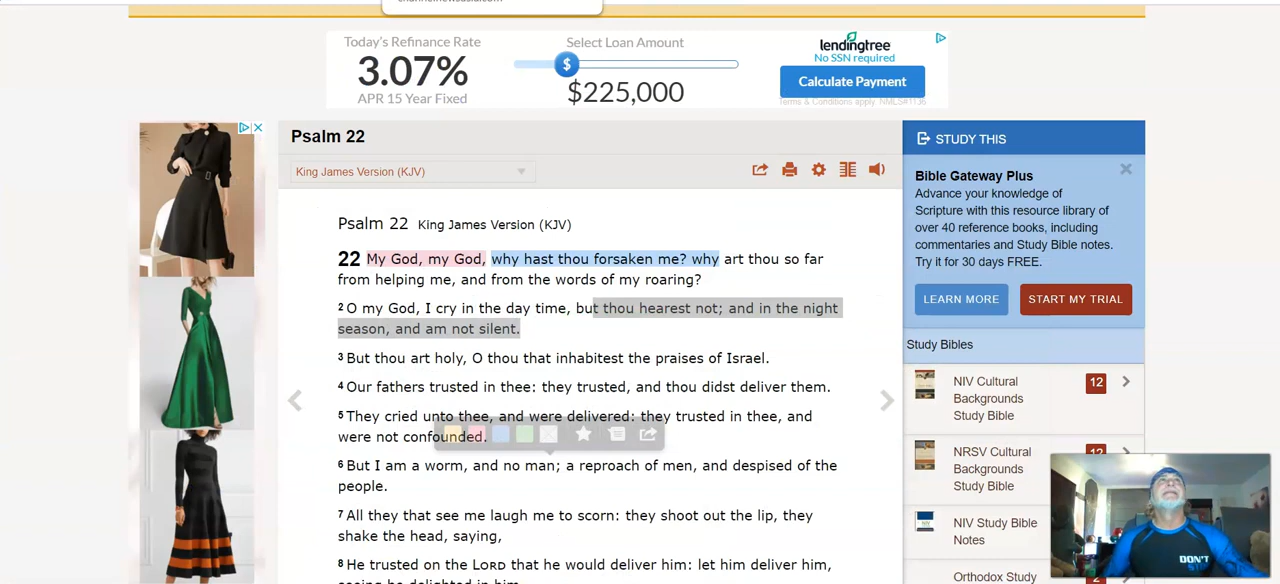 Today's Refinance Rate
3.07%
APR 15 Year Fixed
Select Loan Amount
$
$225,000
lendingtree
No SSN required
Calculate Payment
Terms & Conditions apply. NMLS#1136
Psalm 22
King James Version (KJV)
Psalm 22 King James Version (KJV)
22 My God, my God, why hast thou forsaken me? why art thou so far
from helping me, and from the words of my roaring?
2 O my God, I cry in the day time, but thou hearest not; and in the night
season, and am not silent.
3 But thou art holy, O thou that inhabitest the praises of Israel.
4 Our fathers trusted in thee: they trusted, and thou didst deliver them.
5 They cried unto thee, and were delivered: they trusted in thee, and
were not confounded.
6 But I am a worm, and no man; a reproach of men, and despised of the
people.
7 All they that see me laugh me to scorn: they shoot out the lip, they
shake the head, saying,
8 He trusted on the LORD that he would deliver him: let him deliver him,
seeing he delighted in him.
STUDY THIS
Bible Gateway Plus
Advance your knowledge of
Scripture with this resource library of
over 40 reference books, including
commentaries and Study Bible notes.
Try it for 30 days FREE.
LEARN MORE
START MY TRIAL
Study Bibles
NIV Cultural
Backgrounds
Study Bible
12
NRSV Cultural
Backgrounds
Study Bible
12
NIV Study Bible
Notes
Orthodox Study
DON'T